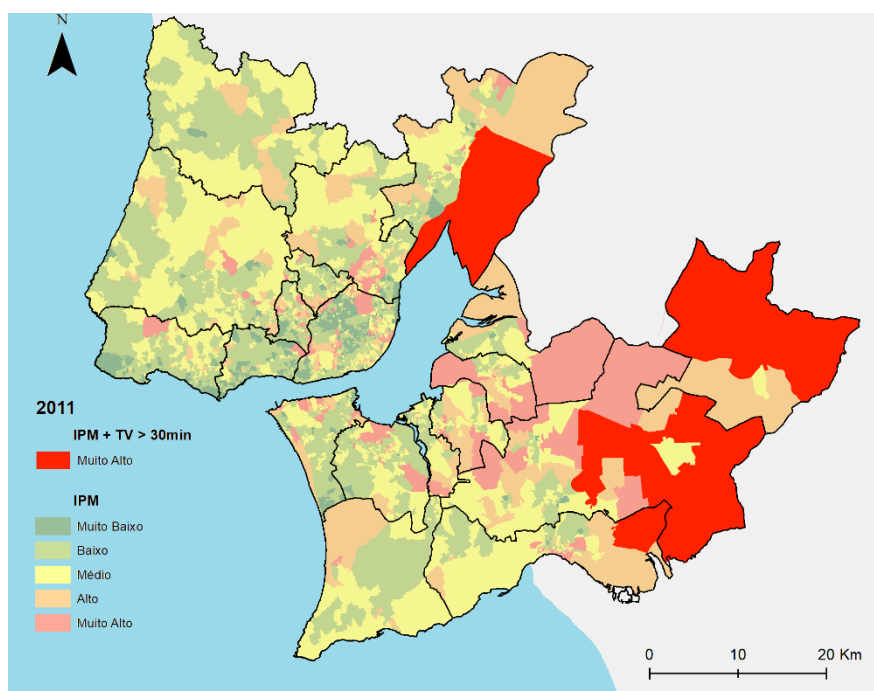 N
2011
IPM + TV > 30min
Muito Alto
IPM
Muito Baixo
Baixo
Médio
Alto
Muito Alto
0 10 20 Km